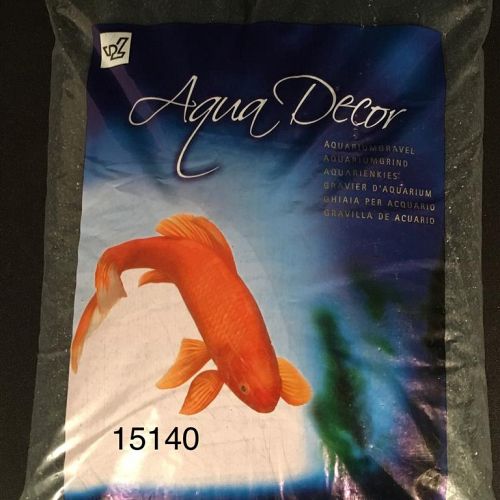 Aqua Decor
AQUARIUMGRAVEL
AQUARIUMGRIND
AQUARIENKIES
GRAVIER D'AQUARIUM
GHIAIA PER ACQUARIO
GRAVILLA DE ACUARIO
15140